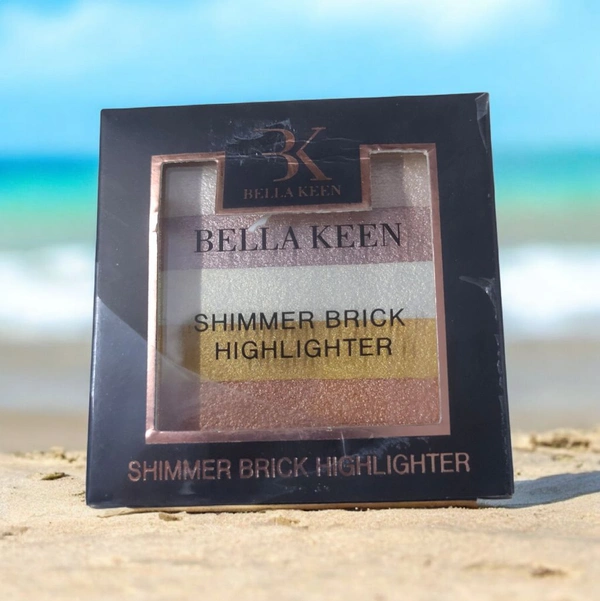 BK
BELLA KEEN
BELLA KEEN
SHIMMER BRICK
HIGHLIGHTER
SHIMMER BRICK HIGHLIGHTER